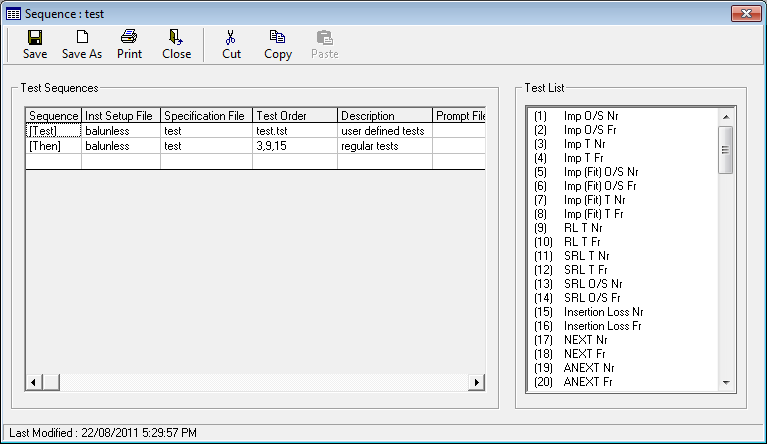 Sequence : test
Save Save As Print Close Cut Copy Paste
Test Sequences
Sequence Inst Setup File Specification File Test Order Description Prompt File
[Test] balunless test test.tst user defined tests
[Then] balunless test 3,9,15 regular tests
Test List
(1) Imp O/S Nr
(2) Imp O/S Fr
(3) Imp T Nr
(4) Imp T Fr
(5) Imp (Fit) O/S Nr
(6) Imp (Fit) O/S Fr
(7) Imp (Fit) T Nr
(8) Imp (Fit) T Fr
(9) RL T Nr
(10) RL T Fr
(11) SRL T Nr
(12) SRL T Fr
(13) SRL O/S Nr
(14) SRL O/S Fr
(15) Insertion Loss Nr
(16) Insertion Loss Fr
(17) NEXT Nr
(18) NEXT Fr
(19) ANEXT Nr
(20) ANEXT Fr
Last Modified : 22/08/2011 5:29:57 PM